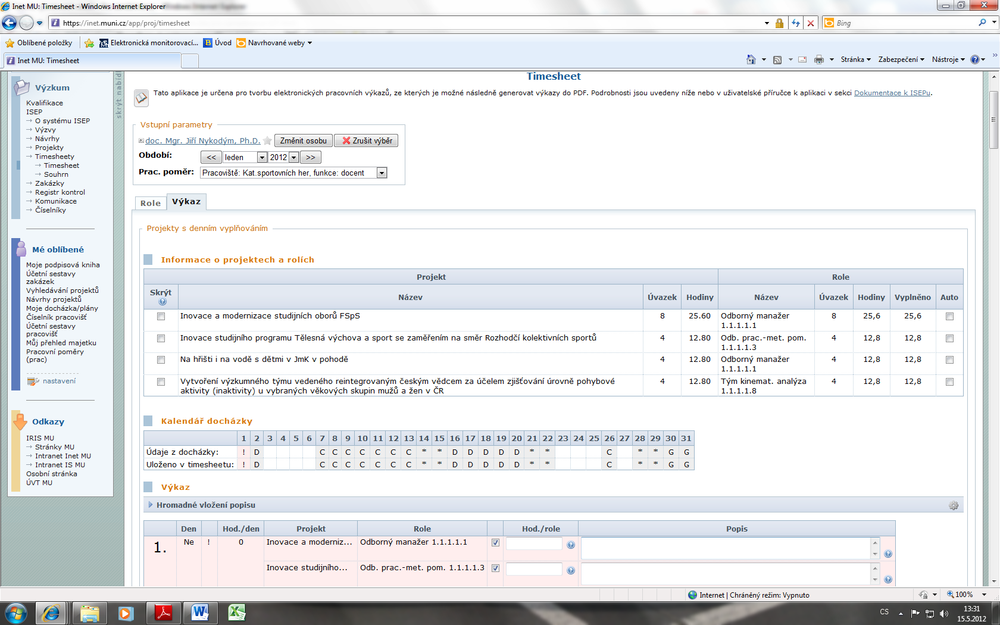 Inet MU: Timesheet - Windows Internet Explorer
https://inet.muni.cz/app/proj/timesheet
Bing
Oblíbené položky
Elektronická monitorovací...
Úvod
Navrhované weby
Inet MU: Timesheet
Stránka
Zabezpečení
Nástroje
Výzkum
Kvalifikace
ISEP
O systému ISEP
Výzvy
Návrhy
Projekty
Timesheety
Timesheet
Souhrn
Zakázky
Registr kontrol
Komunikace
Číselníky
Mé oblíbené
Moje podpisová kniha
Účetní sestavy
zakázek
Vyhledávání projektů
Návrhy projektů
Moje docházka/plány
Číselník pracovišť
Účetní sestavy
pracovišť
Můj přehled majetku
Pracovní poměry
(prac)
nastavení
Odkazy
IRIS MU
Stránky MU
Intranet Inet MU
Intranet IS MU
Osobní stránka
ÚVT MU
skrýt nabíd
Timesheet
Tato aplikace je určena pro tvorbu elektronických pracovních výkazů, ze kterých je možné následně generovat výkazy do PDF. Podrobnosti jsou uvedeny níže nebo v uživatelské příručce k aplikaci v sekci Dokumentace k ISEPu.
Vstupní parametry
doc. Mgr. Jiří Nykodým, Ph.D. Změnit osobu Zrušit výběr
Období: << leden 2012 >>
Prac. poměr: Pracoviště: Kat.sportovních her, funkce: docent
Role Výkaz
Projekty s denním vyplňováním
Informace o projektech a rolích
Projekt Role
Skrýt Název Úvazek Hodiny Název Úvazek Hodiny Vyplněno Auto
Inovace a modernizace studijních oborů FSpS 8 25.60 Odborný manažer 8 25,6 25,6
1.1.1.1.1
Inovace studijního programu Tělesná výchova a sport se zaměřením na směr Rozhodčí kolektivních sportů 4 12.80 Odb. prac.-met. pom. 4 12,8 12,8
1.1.1.1.3
Na hřišti i na vodě s dětmi v JmK v pohodě 4 12.80 Odborný manažer 4 12,8 12,8
1.1.1.1.1
Vytvoření výzkumného týmu vedeného reintegrovaným českým vědcem za účelem zjišťování úrovně pohybové 4 12.80 Tým kinemat. analýza 4 12,8 12,8
aktivity (inaktivity) u vybraných věkových skupin mužů a žen v ČR 1.1.1.1.8
Kalendář docházky
1 2 3 4 5 6 7 8 9 10 11 12 13 14 15 16 17 18 19 20 21 22 23 24 25 26 27 28 29 30 31
Údaje z docházky: ! D C C C C C C C * * D D D D D * * C * * G G
Uloženo v timesheetu: ! D C C C C C C C * * D D D D D * * C * * G G
Výkaz
Hromadné vložení popisu
Den Hod./den Projekt Role Hod./role Popis
1. Ne ! 0 Inovace a moderniz... Odborný manažer 1.1.1.1.1
Inovace studijního... Odb. prac.-met. pom. 1.1.1.1.3
Internet | Chráněný režim: Vypnuto
100%
CS
13:31
15.5.2012